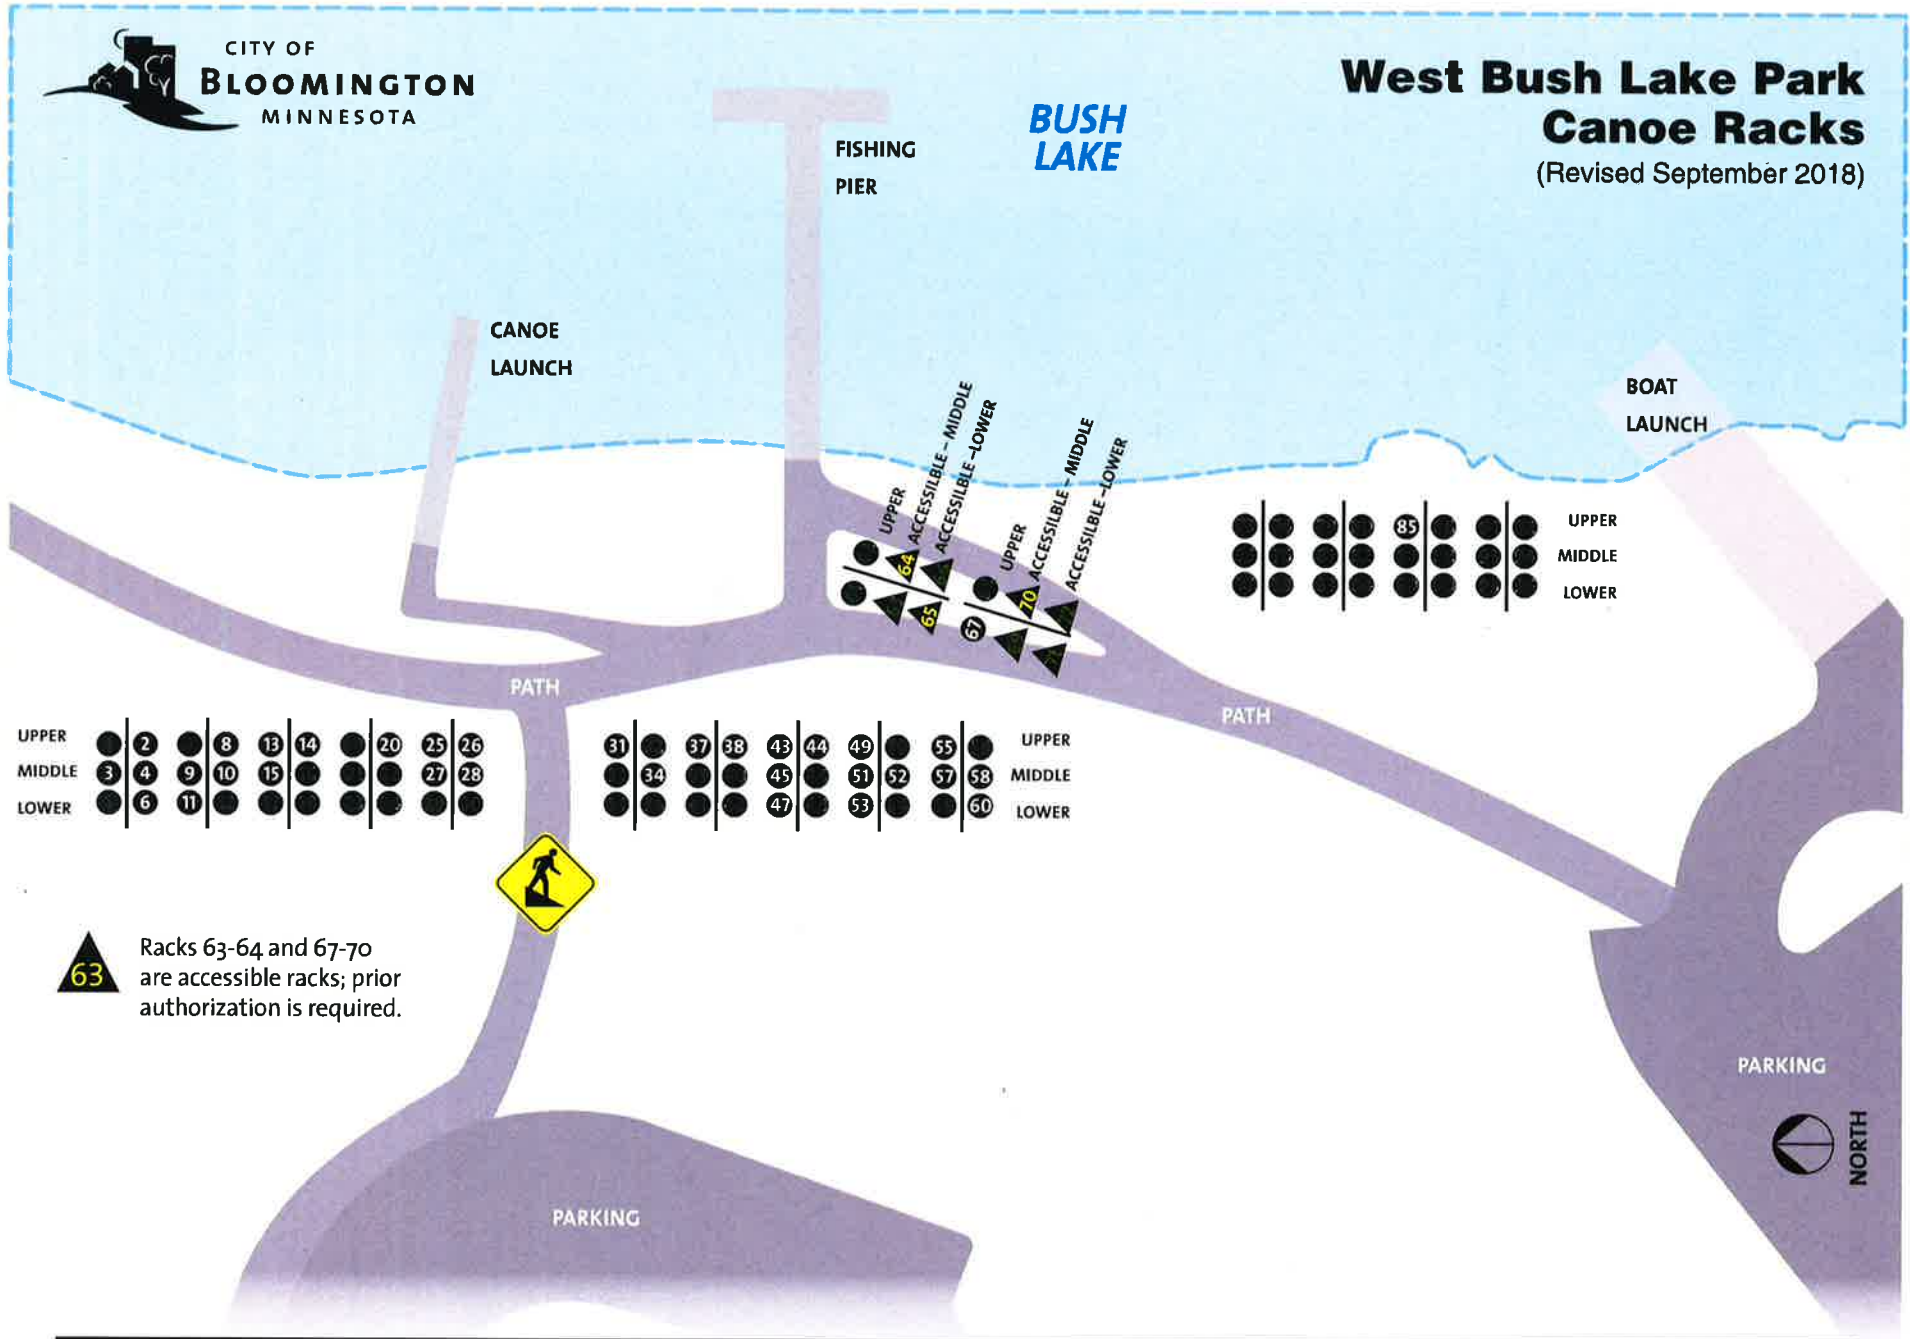 CITY OF
BLOOMINGTON
MINNESOTA
West Bush Lake Park
Canoe Racks
(Revised September 2018)
BUSH
LAKE
FISHING
PIER
CANOE
LAUNCH
BOAT
LAUNCH
UPPER
ACCESSILBLE – MIDDLE
ACCESSILBLE –LOWER
UPPER
ACCESSILBLE – MIDDLE
ACCESSILBLE –LOWER
64
65
70
67
85
UPPER
MIDDLE
LOWER
PATH
PATH
UPPER 2 8 13 14 20 25 26
MIDDLE 3 4 9 10 15 27 28
LOWER 6 11
31 37 38 43 44 49 55 UPPER
34 45 51 52 57 58 MIDDLE
47 53 60 LOWER
63
Racks 63-64 and 67-70
are accessible racks; prior
authorization is required.
PARKING
NORTH
PARKING